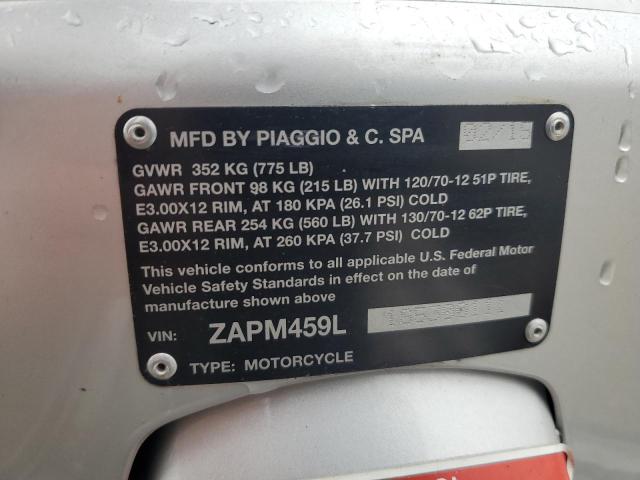 MFD BY PIAGGIO & C. SPA
GVWR 352 KG (775 LB)
GAWR FRONT 98 KG (215 LB) WITH 120/70-12 51P TIRE,
E3.00X12 RIM, AT 180 KPA (26.1 PSI) COLD
GAWR REAR 254 KG (560 LB) WITH 130/70-12 62P TIRE,
E3.00X12 RIM, AT 260 KPA (37.7 PSI) COLD
This vehicle conforms to all applicable U.S. Federal Motor
Vehicle Safety Standards in effect on the date of
manufacture shown above
VIN: ZAPM459L
TYPE: MOTORCYCLE